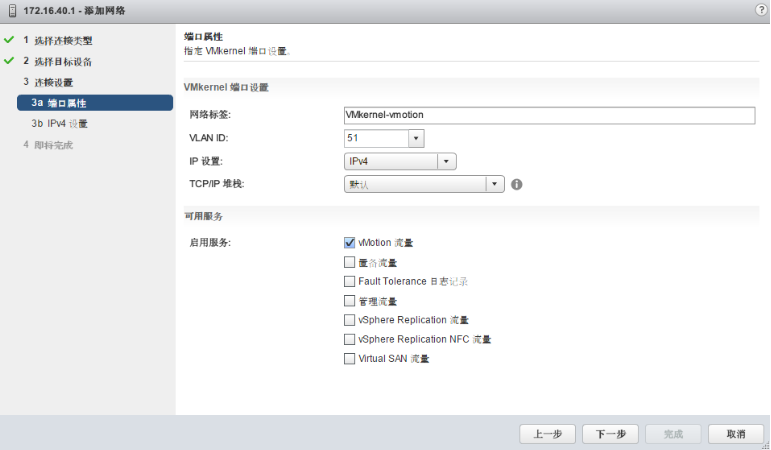 172.16.40.1 - 添加网络
1 选择连接类型
2 选择目标设备
3 连接设置
3a 端口属性
3b IPv4 设置
4 即将完成
端口属性
指定 VMkernel 端口设置.
VMkernel 端口设置
网络标签: VMkernel-vmotion
VLAN ID: 51
IP 设置: IPv4
TCP/IP 堆栈: 默认
可用服务
启用服务: vMotion 流量
置备流量
Fault Tolerance 日志记录
管理流量
vSphere Replication 流量
vSphere Replication NFC 流量
Virtual SAN 流量
上一步 下一步 完成 取消